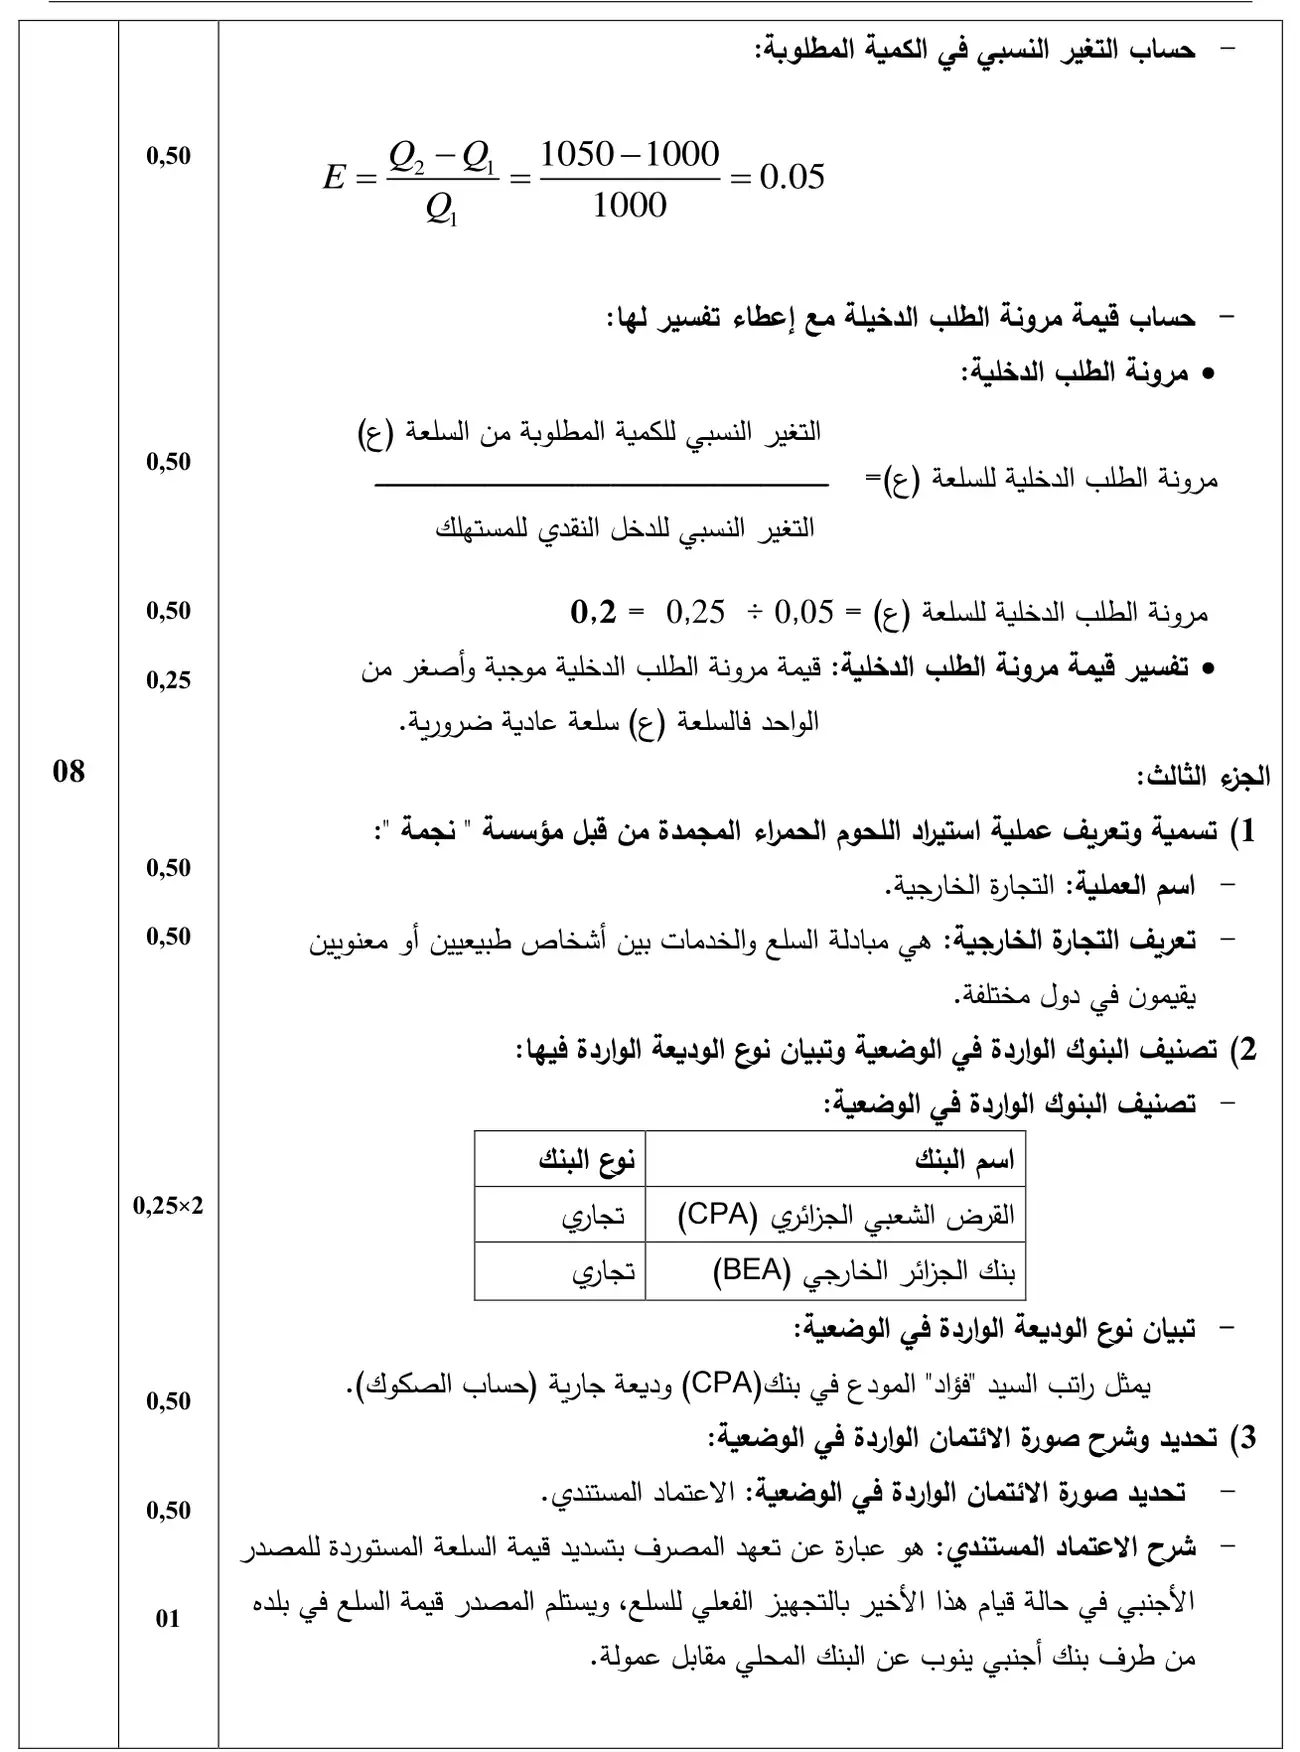 - حساب التغير النسبي في الكمية المطلوبة:
0,50
E = (Q2 − Q1) / Q1 = (1050 − 1000) / 1000 = 0.05
- حساب قيمة مرونة الطلب الدخيلة مع إعطاء تفسير لها:
• مرونة الطلب الدخلية:
التغير النسبي للكمية المطلوبة من السلعة (ع)
0,50
مرونة الطلب الدخلية للسلعة (ع)=
التغير النسبي للدخل النقدي للمستهلك
مرونة الطلب الدخلية للسلعة (ع) = 0,05 ÷ 0,25 = 0,2
0,50
• تفسير قيمة مرونة الطلب الدخلية: قيمة مرونة الطلب الدخلية موجبة وأصغر من
0,25
الواحد فالسلعة (ع) سلعة عادية ضرورية.
08
الجزء الثالث:
1) تسمية وتعريف عملية استيراد اللحوم الحمراء المجمدة من قبل مؤسسة " نجمة ":
- اسم العملية: التجارة الخارجية.
0,50
- تعريف التجارة الخارجية: هي مبادلة السلع والخدمات بين أشخاص طبيعيين أو معنويين
0,50
يقيمون في دول مختلفة.
2) تصنيف البنوك الواردة في الوضعية وتبيان نوع الوديعة الواردة فيها:
- تصنيف البنوك الواردة في الوضعية:
اسم البنك نوع البنك
القرض الشعبي الجزائري (CPA) تجاري
0,25×2
بنك الجزائر الخارجي (BEA) تجاري
- تبيان نوع الوديعة الواردة في الوضعية:
يمثل راتب السيد "فؤاد" المودع في بنك(CPA) وديعة جارية (حساب الصكوك).
0,50
3) تحديد وشرح صورة الائتمان الواردة في الوضعية:
- تحديد صورة الائتمان الواردة في الوضعية: الاعتماد المستندي.
0,50
- شرح الاعتماد المستندي: هو عبارة عن تعهد المصرف بتسديد قيمة السلعة المستوردة للمصدر
الأجنبي في حالة قيام هذا الأخير بالتجهيز الفعلي للسلع، ويستلم المصدر قيمة السلع في بلده
01
من طرف بنك أجنبي ينوب عن البنك المحلي مقابل عمولة.